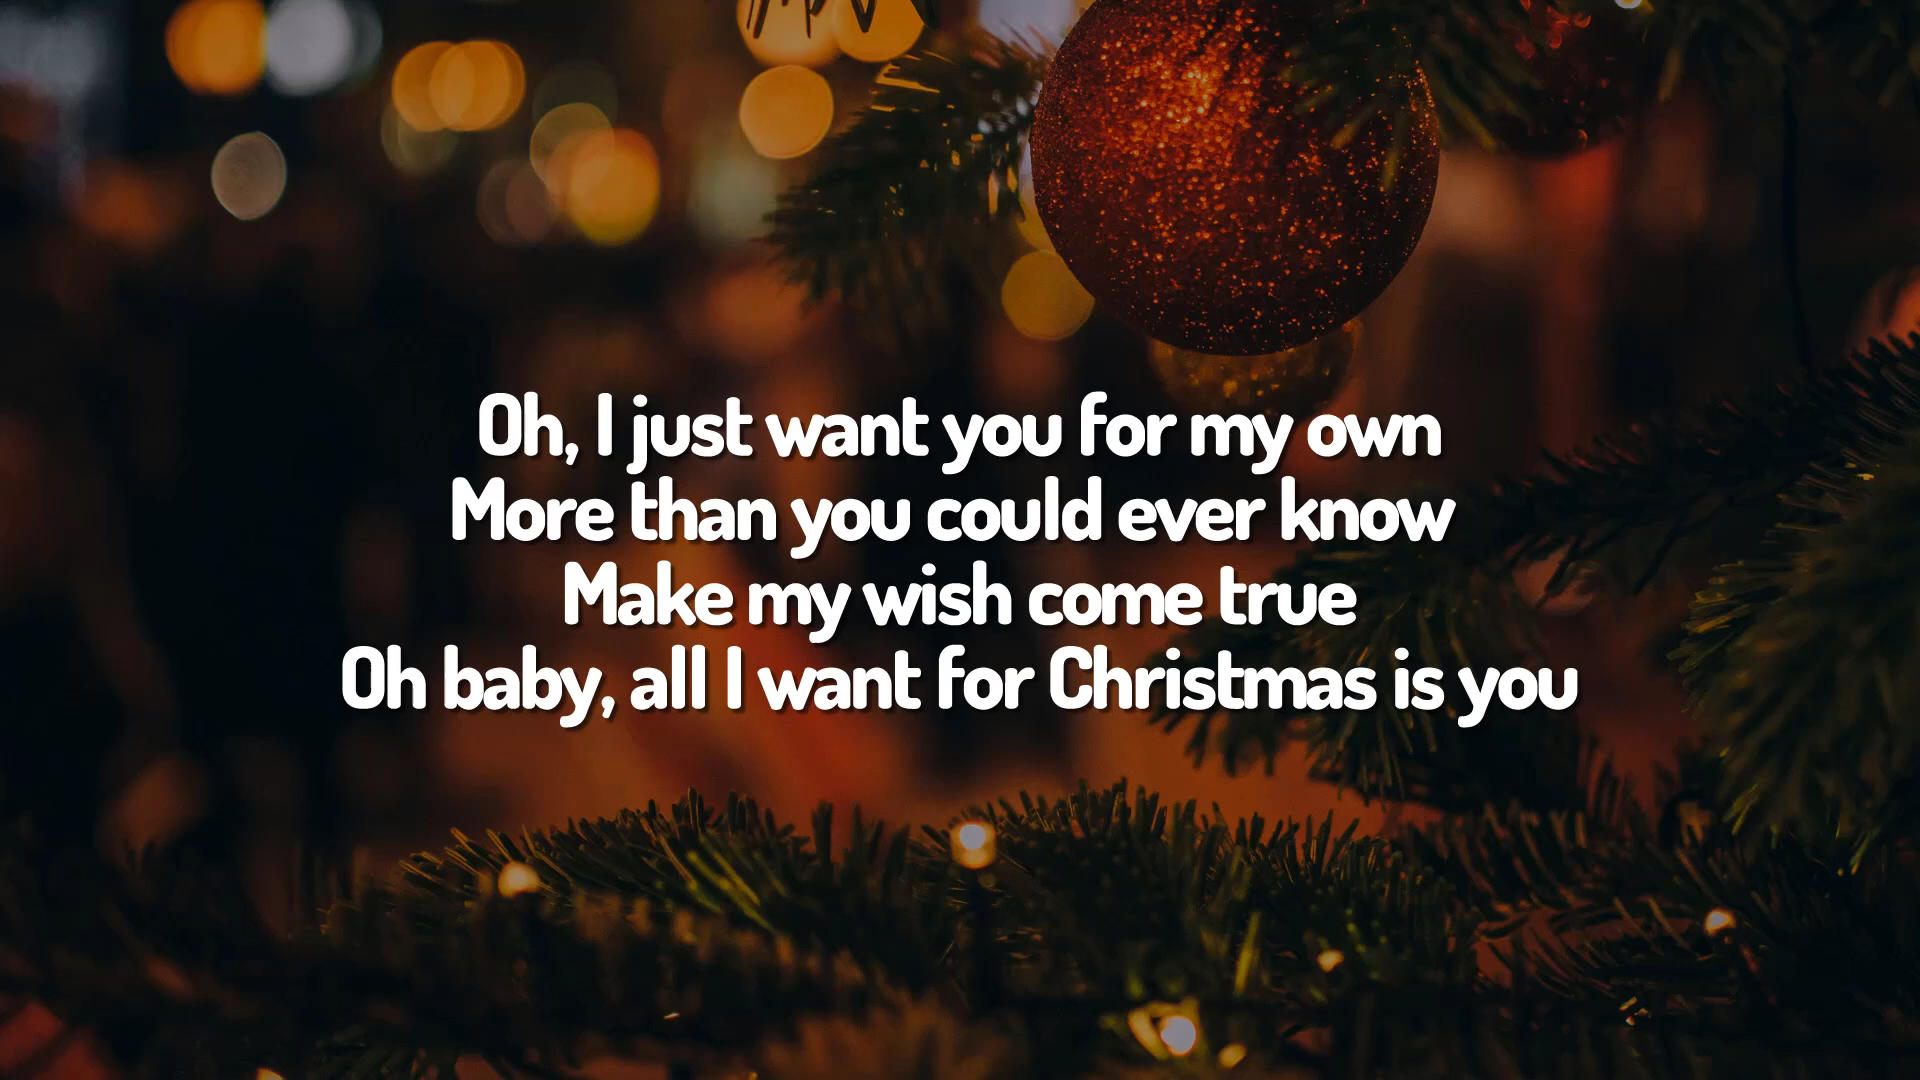 Oh, I just want you for my own
More than you could ever know
Make my wish come true
Oh baby, all I want for Christmas is you